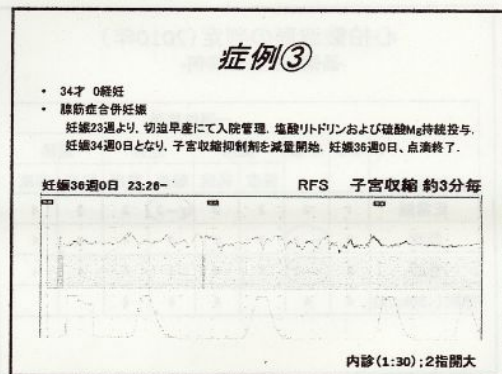 症例③
• 34才 0経妊
• 腺筋症合併妊娠
妊娠23週より、切迫早産にて入院管理. 塩酸リトドリンおよび硫酸Mg持続投与.
妊娠34週0日となり、子宮収縮抑制剤を減量開始. 妊娠36週0日、点滴終了.
妊娠36週0日 23:26- RFS 子宮収縮 約3分毎
内診(1:30);2指開大